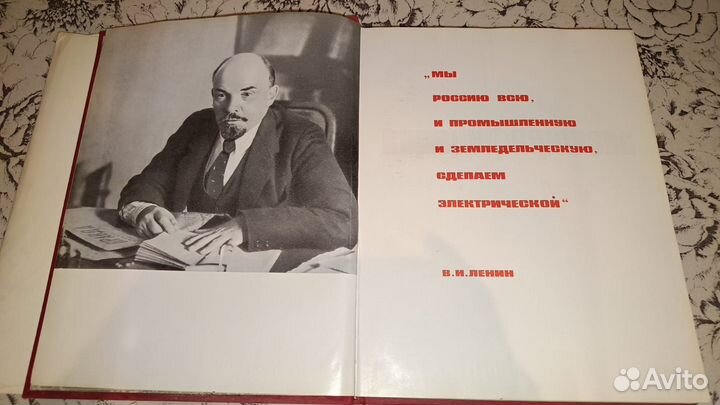 „МЫ
РОССИЮ ВСЮ,
И ПРОМЫШЛЕННУЮ
И ЗЕМЛЕДЕЛЬЧЕСКУЮ,
СДЕЛАЕМ
ЭЛЕКТРИЧЕСКОЙ“
В.И.ЛЕНИН
Avito